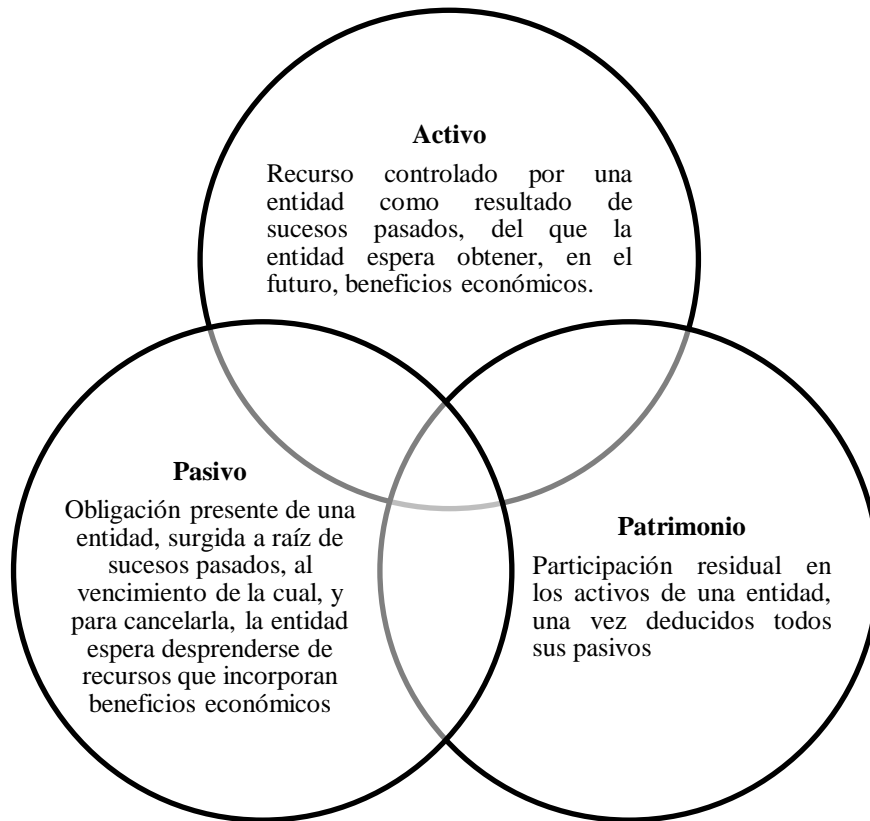 Activo
Recurso controlado por una
entidad como resultado de
sucesos pasados, del que la
entidad espera obtener, en el
futuro, beneficios económicos.
Pasivo
Obligación presente de una
entidad, surgida a raíz de
sucesos pasados, al
vencimiento de la cual, y
para cancelarla, la entidad
espera desprenderse de
recursos que incorporan
beneficios económicos
Patrimonio
Participación residual en
los activos de una entidad,
una vez deducidos todos
sus pasivos